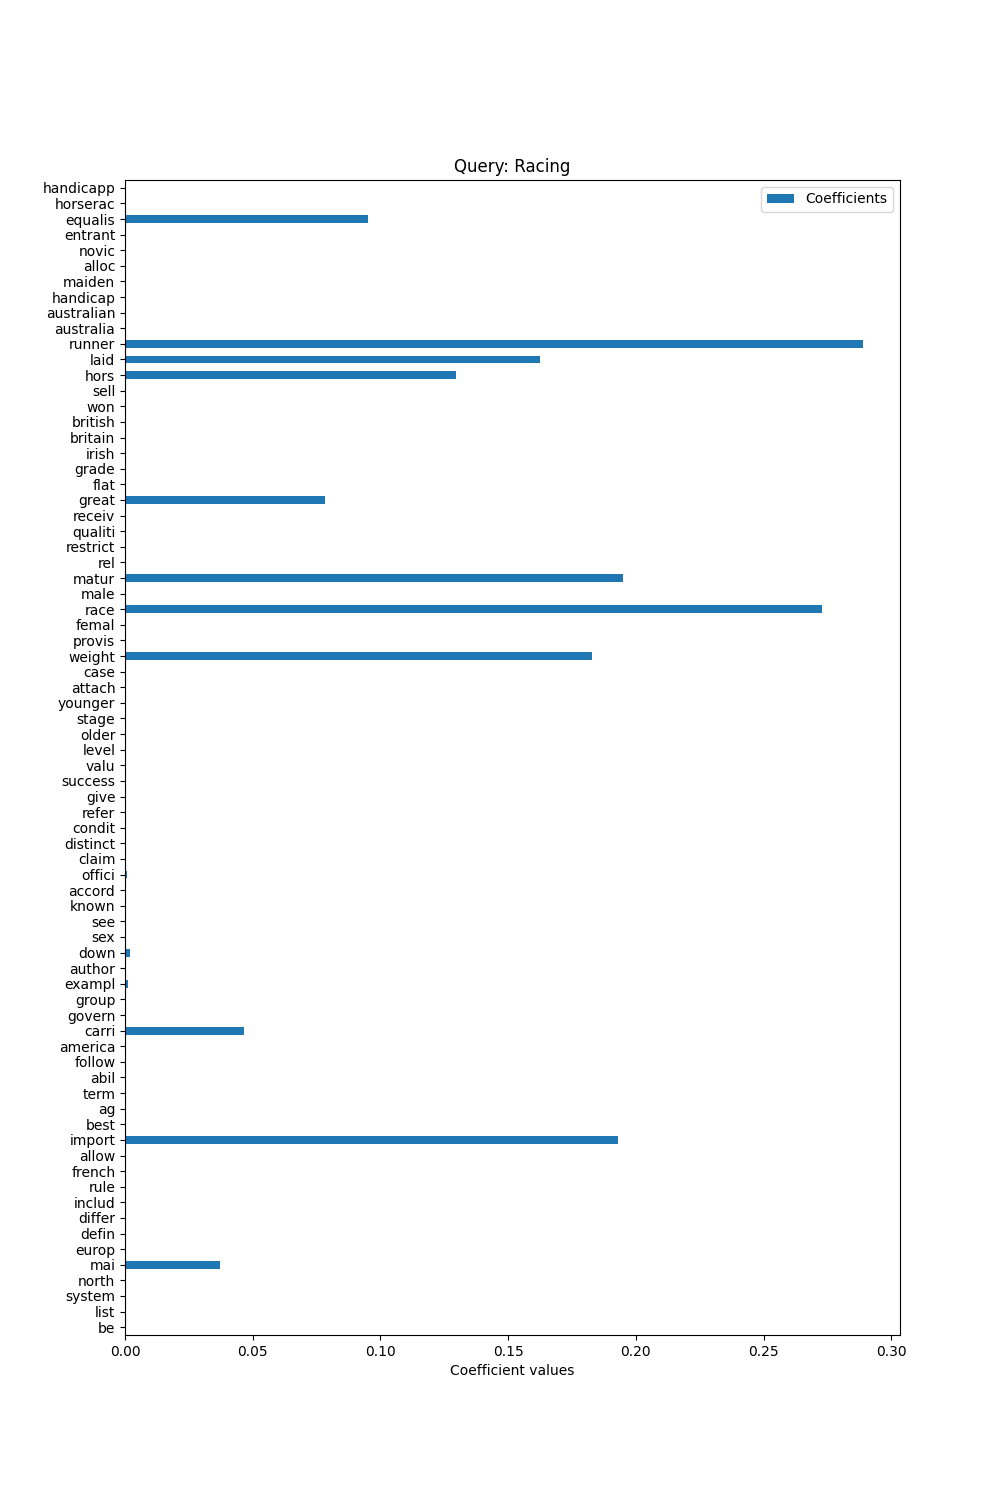 Query: Racing
Coefficients
handicapp
horserac
equalis
entrant
novic
alloc
maiden
handicap
australian
australia
runner
laid
hors
sell
won
british
britain
irish
grade
flat
great
receiv
qualiti
restrict
rel
matur
male
race
femal
provis
weight
case
attach
younger
stage
older
level
valu
success
give
refer
condit
distinct
claim
offici
accord
known
see
sex
down
author
exampl
group
govern
carri
america
follow
abil
term
ag
best
import
allow
french
rule
includ
differ
defin
europ
mai
north
system
list
be
0.00 0.05 0.10 0.15 0.20 0.25 0.30
Coefficient values